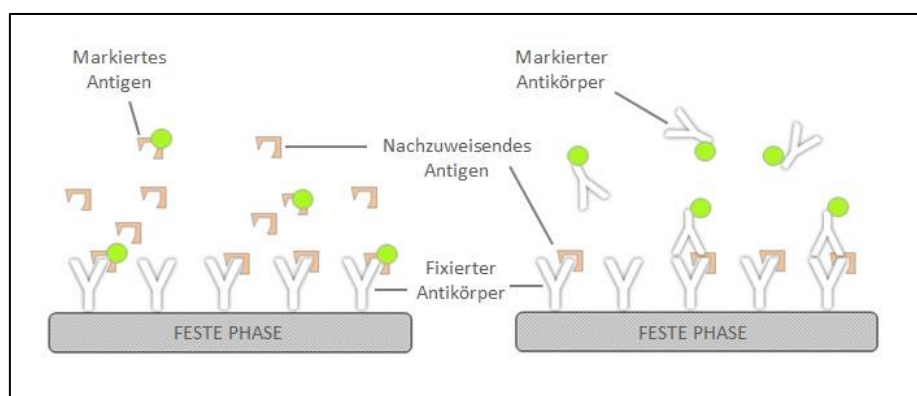 Markiertes
Antigen
Markierter
Antikörper
Nachzuweisendes
Antigen
Fixierter
Antikörper
FESTE PHASE
FESTE PHASE